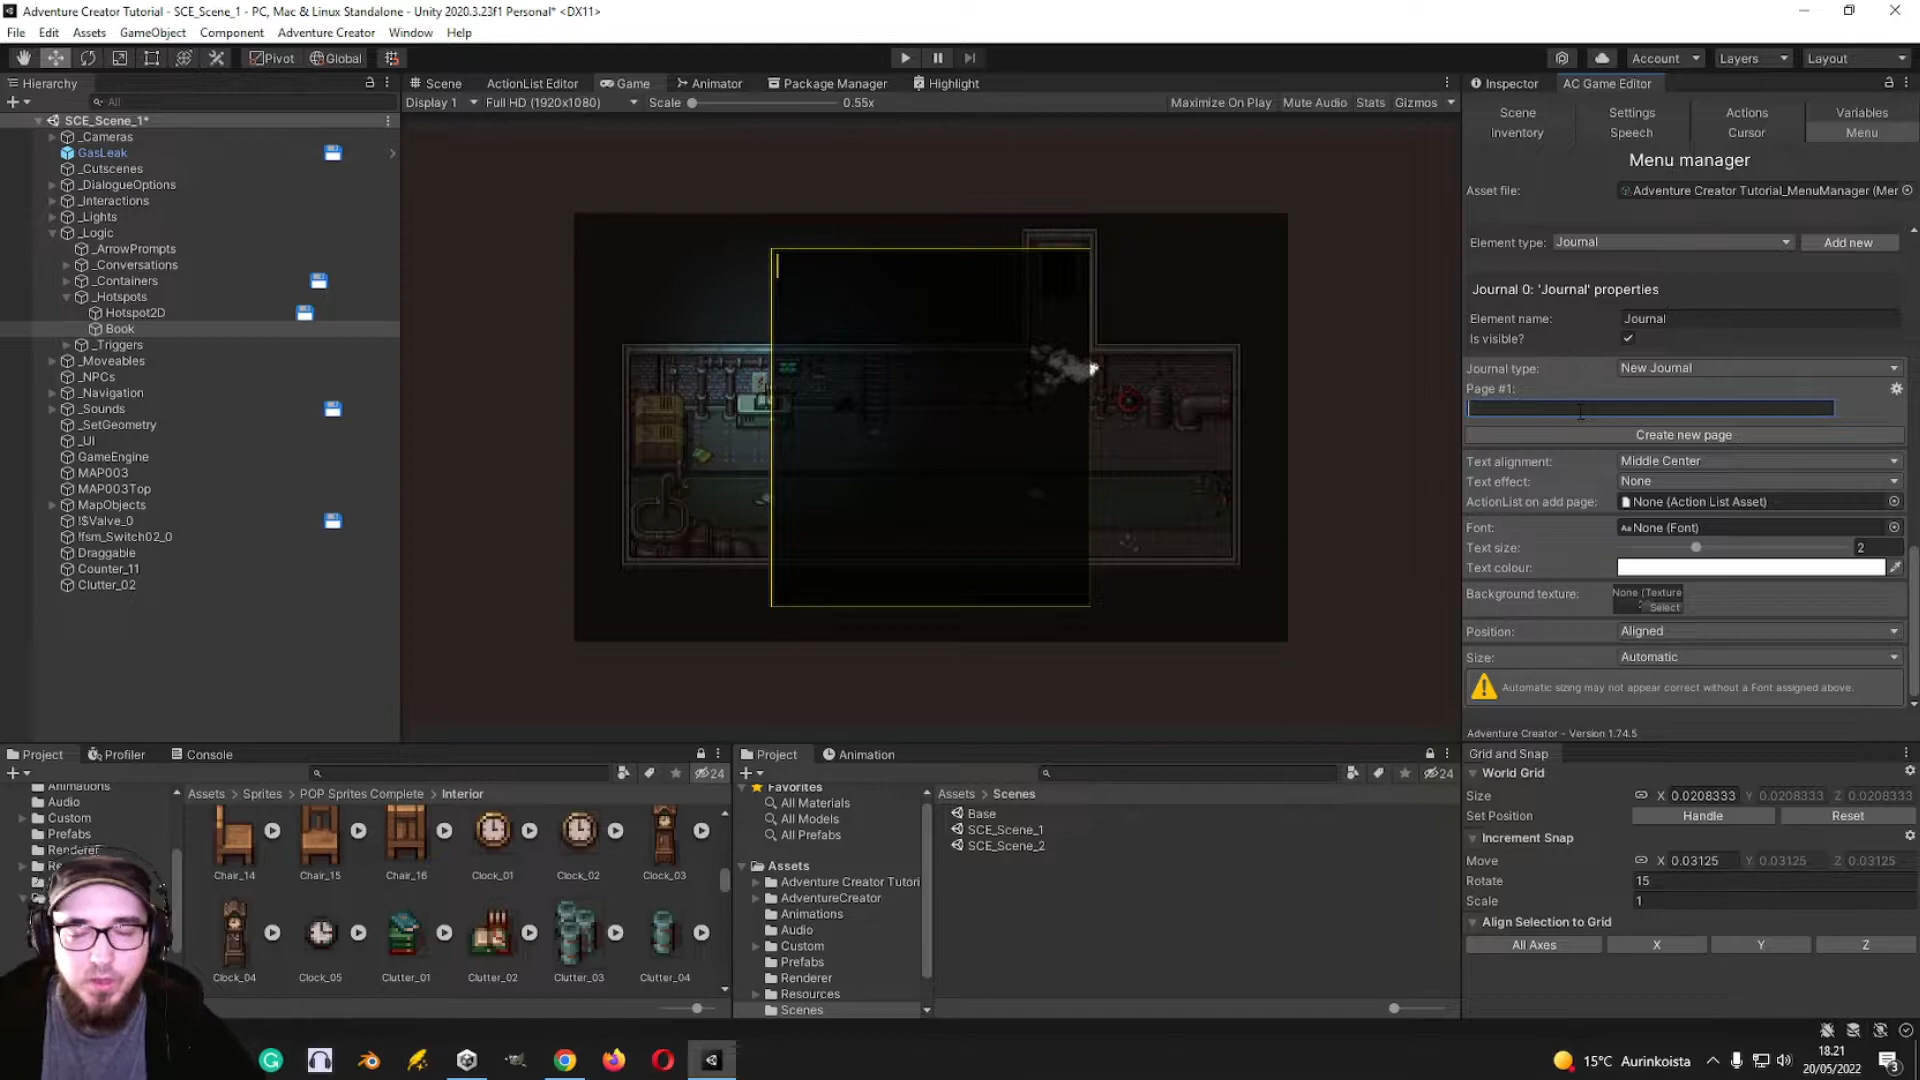 Adventure Creator Tutorial - SCE_Scene_1 - PC, Mac & Linux Standalone - Unity 2020.3.23f1 Personal* <DX11>
File Edit Assets GameObject Component Adventure Creator Window Help
Pivot Global Account Layers Layout
Hierarchy
All
SCE_Scene_1*
_Cameras
GasLeak
_Cutscenes
_DialogueOptions
_Interactions
_Lights
_Logic
_ArrowPrompts
_Conversations
_Containers
_Hotspots
Hotspot2D
Book
_Triggers
_Moveables
_NPCs
_Navigation
_Sounds
_SetGeometry
_UI
GameEngine
MAP003
MAP003Top
MapObjects
!$Valve_0
!fsm_Switch02_0
Draggable
Counter_11
Clutter_02
Scene ActionList Editor Game Animator Package Manager Highlight
Display 1 Full HD (1920x1080) Scale 0.55x Maximize On Play Mute Audio Stats Gizmos
Inspector AC Game Editor
Scene Settings Actions Variables
Inventory Speech Cursor Menu
Menu manager
Asset file: Adventure Creator Tutorial_MenuManager (Mer
Element type: Journal Add new
Journal 0: 'Journal' properties
Element name: Journal
Is visible?
Journal type: New Journal
Page #1:
Create new page
Text alignment: Middle Center
Text effect: None
ActionList on add page: None (Action List Asset)
Font: None (Font)
Text size: 2
Text colour:
Background texture: None (Texture
Select
Position: Aligned
Size: Automatic
Automatic sizing may not appear correct without a Font assigned above.
Adventure Creator - Version 1.74.5
Grid and Snap
World Grid
Size X 0.0208333 Y 0.0208333 Z 0.0208333
Set Position Handle Reset
Increment Snap
Move X 0.03125 Y 0.03125 Z 0.03125
Rotate 15
Scale 1
Align Selection to Grid
All Axes X Y Z
Project Profiler Console
24
Animations
Audio
Custom
Prefabs
Renderer
Assets Sprites POP Sprites Complete Interior
Chair_14 Chair_15 Chair_16 Clock_01 Clock_02 Clock_03
Clock_04 Clock_05 Clutter_01 Clutter_02 Clutter_03 Clutter_04
Project Animation
24
Favorites
All Materials
All Models
All Prefabs
Assets
Adventure Creator Tutori
AdventureCreator
Animations
Audio
Custom
Prefabs
Renderer
Resources
Scenes
Assets Scenes
Base
SCE_Scene_1
SCE_Scene_2
15°C Aurinkoista
18.21
20/05/2022
3